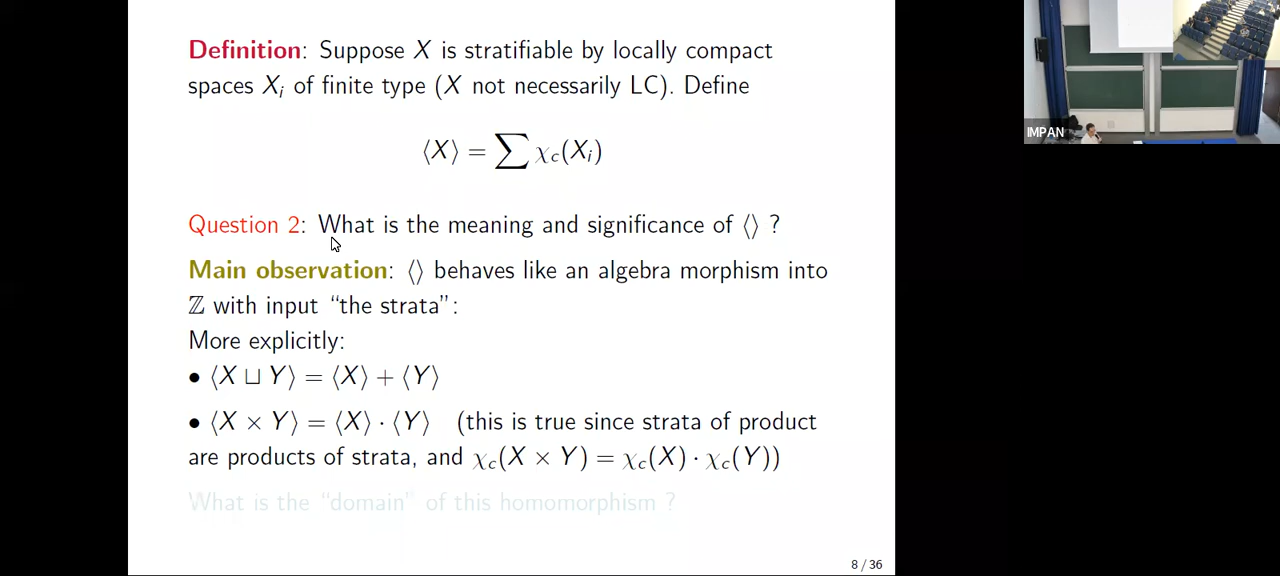 Definition: Suppose X is stratifiable by locally compact
spaces Xᵢ of finite type (X not necessarily LC). Define
⟨X⟩ = ∑ χ_c(Xᵢ)
Question 2: What is the meaning and significance of ⟨⟩ ?
Main observation: ⟨⟩ behaves like an algebra morphism into
ℤ with input “the strata”:
More explicitly:
• ⟨X ⊔ Y⟩ = ⟨X⟩ + ⟨Y⟩
• ⟨X × Y⟩ = ⟨X⟩ · ⟨Y⟩ (this is true since strata of product
are products of strata, and χ_c(X × Y) = χ_c(X) · χ_c(Y))
What is the “domain” of this homomorphism ?
8 / 36
IMPAN